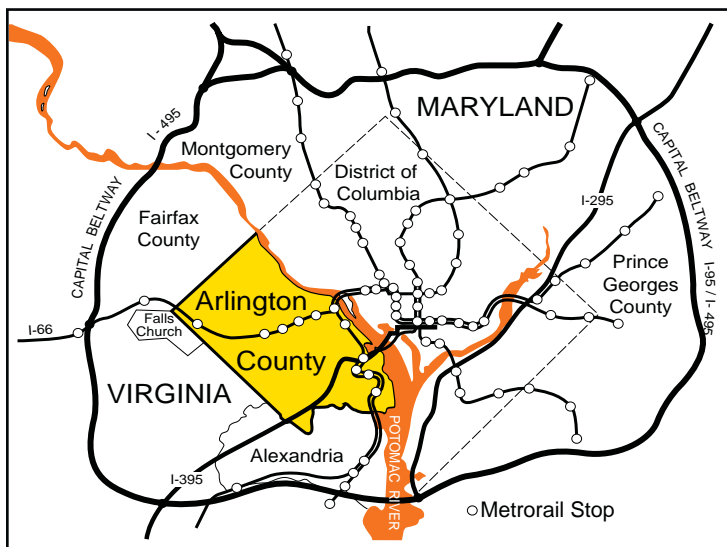 MARYLAND
I- 495
Montgomery
County
District of
Columbia
CAPITAL BELTWAY
CAPITAL BELTWAY I-95 / I- 495
I-295
Fairfax
County
Prince
Georges
County
Arlington
County
I-66
Falls
Church
VIRGINIA
Alexandria
I-395
POTOMAC RIVER
Metrorail Stop